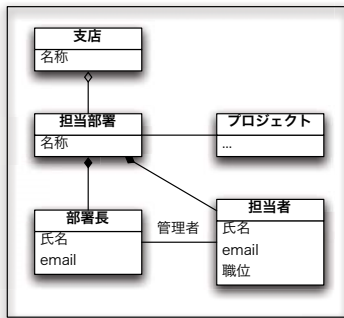 支店
名称
担当部署
名称
プロジェクト
...
部署長
氏名
email
管理者
担当者
氏名
email
職位